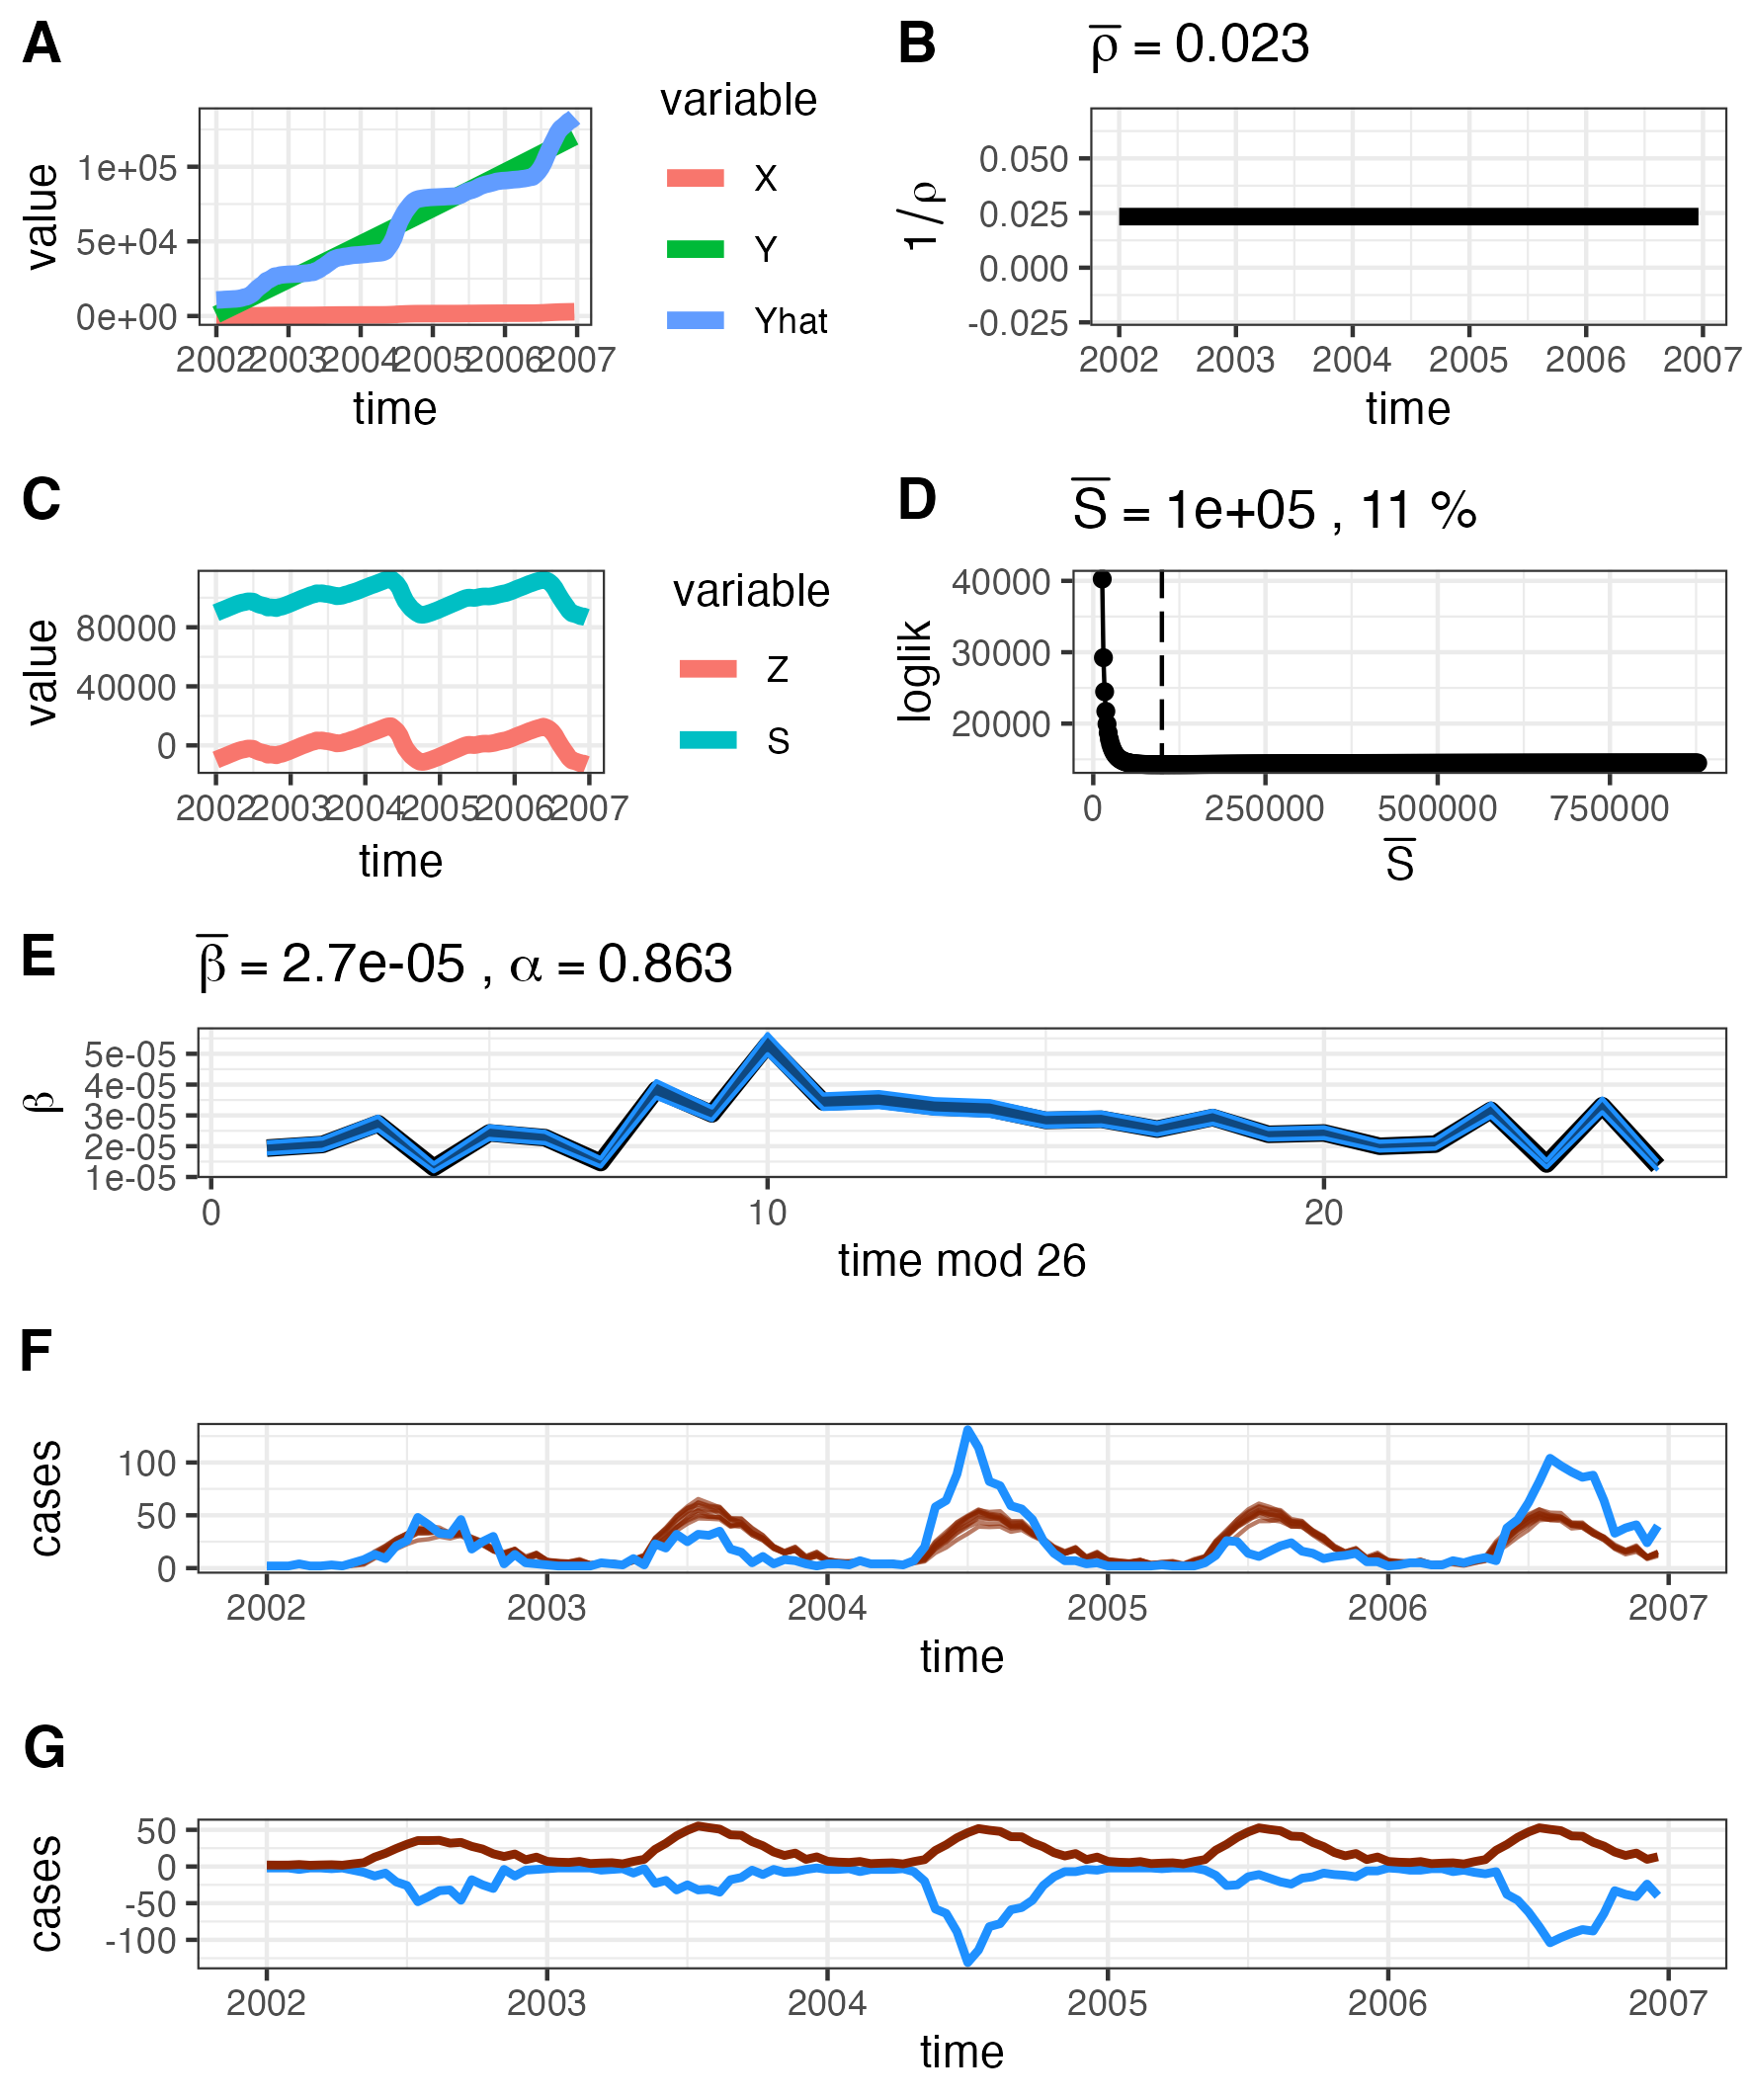 A
variable
value
1e+05
5e+04
0e+00
X
Y
Yhat
2002 2003 2004 2005 2006 2007
time
B
ρ̅ = 0.023
1/ρ
0.050
0.025
0.000
-0.025
2002 2003 2004 2005 2006 2007
time
C
variable
value
80000
40000
0
Z
S
2002 2003 2004 2005 2006 2007
time
D
S̅ = 1e+05 , 11 %
loglik
40000
30000
20000
0 250000 500000 750000
S̅
E
β̅ = 2.7e-05 , α = 0.863
β
5e-05
4e-05
3e-05
2e-05
1e-05
0 10 20
time mod 26
F
cases
100
50
0
2002 2003 2004 2005 2006 2007
time
G
cases
50
0
-50
-100
2002 2003 2004 2005 2006 2007
time